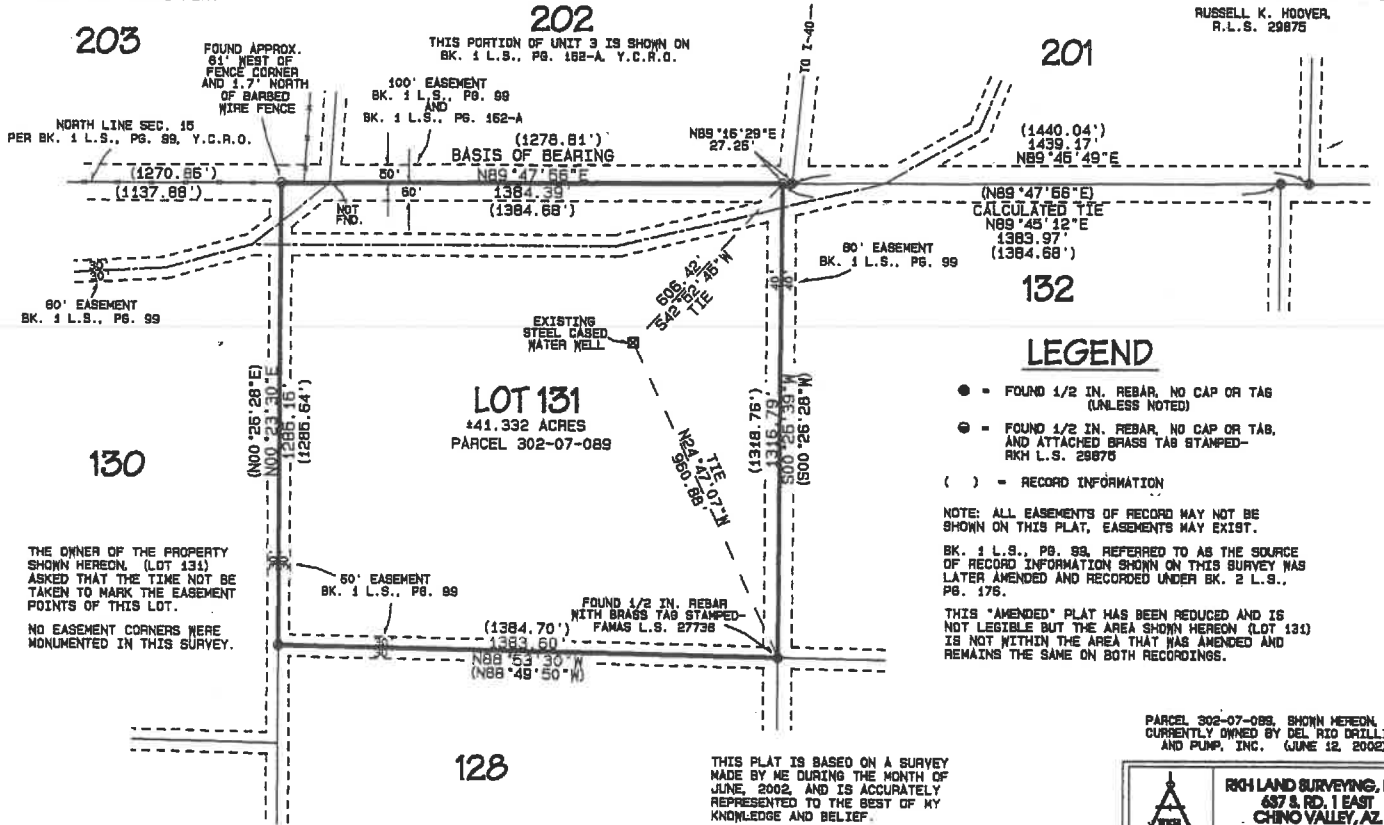 203
202
THIS PORTION OF UNIT 3 IS SHOWN ON
BK. 1 L.S., PG. 162-A, Y.C.R.O.
TO I-40
201
RUSSELL K. HOOVER,
R.L.S. 29875
FOUND APPROX.
61' WEST OF
FENCE CORNER
AND 1.7' NORTH
OF BARBED
WIRE FENCE
100' EASEMENT
BK. 1 L.S., PG. 99
AND
BK. 1 L.S., PG. 162-A
NORTH LINE SEC. 15
PER BK. 1 L.S., PG. 99, Y.C.R.O.
(1270.85')
(1137.88')
(1278.81')
BASIS OF BEARING
N89°47'56"E
1384.39
(1384.68')
50'
60'
NOT
FND.
N89°16'29"E
27.25'
(1440.04')
1439.17'
N89°45'49"E
(N89°47'56"E)
CALCULATED TIE
N89°45'12"E
1383.97'
(1384.68')
30'
30'
60' EASEMENT
BK. 1 L.S., PG. 99
80' EASEMENT
BK. 1 L.S., PG. 99
40
40
132
606.42'
S42°52'45"W
TIE
EXISTING
STEEL CASED
WATER WELL
LOT 131
±41.332 ACRES
PARCEL 302-07-089
(N00°26'28"E)
N00°23'30"E
1286.16'
(1286.64')
(1318.76')
1316.79'
S00°26'39"W
(S00°26'28"W)
TIE
N24°47'07"W
960.88'
130
LEGEND
= FOUND 1/2 IN. REBAR, NO CAP OR TAG
(UNLESS NOTED)
= FOUND 1/2 IN. REBAR, NO CAP OR TAG,
AND ATTACHED BRASS TAG STAMPED-
RKH L.S. 29875
( ) = RECORD INFORMATION
NOTE: ALL EASEMENTS OF RECORD MAY NOT BE
SHOWN ON THIS PLAT, EASEMENTS MAY EXIST.
BK. 1 L.S., PG. 99, REFERRED TO AS THE SOURCE
OF RECORD INFORMATION SHOWN ON THIS SURVEY WAS
LATER AMENDED AND RECORDED UNDER BK. 2 L.S.,
PG. 176.
THIS "AMENDED" PLAT HAS BEEN REDUCED AND IS
NOT LEGIBLE BUT THE AREA SHOWN HEREON (LOT 131)
IS NOT WITHIN THE AREA THAT WAS AMENDED AND
REMAINS THE SAME ON BOTH RECORDINGS.
THE OWNER OF THE PROPERTY
SHOWN HEREON, (LOT 131)
ASKED THAT THE TIME NOT BE
TAKEN TO MARK THE EASEMENT
POINTS OF THIS LOT.
NO EASEMENT CORNERS WERE
MONUMENTED IN THIS SURVEY.
60' EASEMENT
BK. 1 L.S., PG. 99
FOUND 1/2 IN. REBAR
WITH BRASS TAG STAMPED-
FAMAS L.S. 27736
(1384.70')
1383.60
N88°53'30"W
(N88°49'50"W)
128
THIS PLAT IS BASED ON A SURVEY
MADE BY ME DURING THE MONTH OF
JUNE, 2002, AND IS ACCURATELY
REPRESENTED TO THE BEST OF MY
KNOWLEDGE AND BELIEF.
PARCEL 302-07-089, SHOWN HEREON,
CURRENTLY OWNED BY DEL RIO DRILLI
AND PUMP, INC. (JUNE 12, 2002)
RKH LAND SURVEYING,
637 S. RD. 1 EAST
CHINO VALLEY, AZ.
RKH